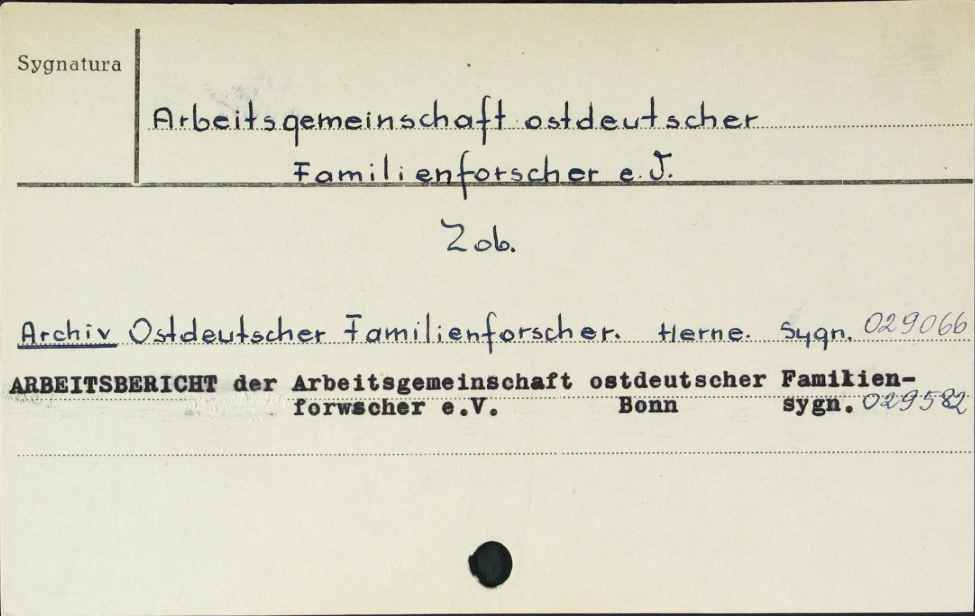 Sygnatura
Arbeitsgemeinschaft ostdeutscher
Familienforscher e.V.
Zob.
Archiv Ostdeutscher Familienforscher. Herne. Sygn. 029066
ARBEITSBERICHT der Arbeitsgemeinschaft ostdeutscher Familien-
forwscher e.V. Bonn sygn. 029582